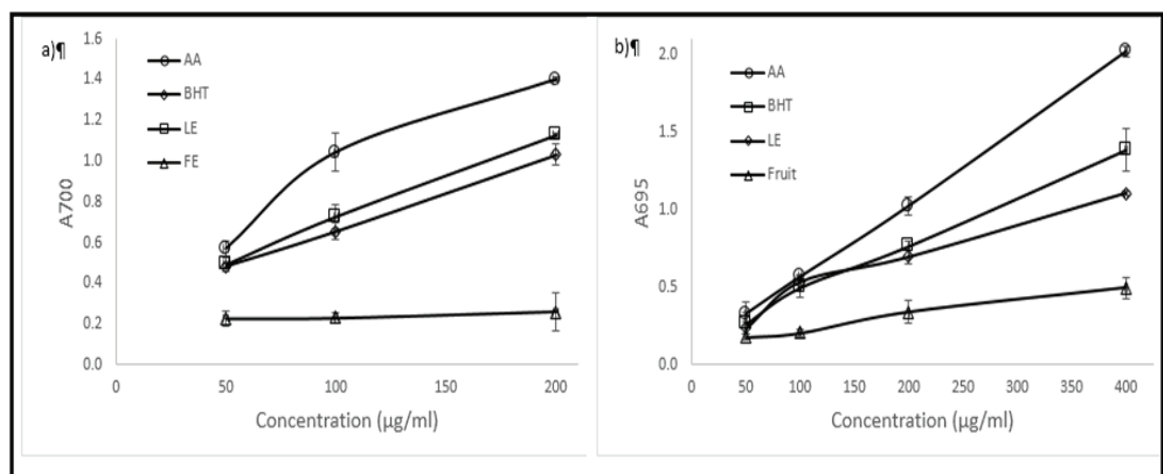 a)¶
AA
BHT
LE
FE
1.6
1.4
1.2
1.0
0.8
0.6
0.4
0.2
0.0
A700
0 50 100 150 200
Concentration (µg/ml)
b)¶
AA
BHT
LE
Fruit
2.0
1.5
1.0
0.5
0.0
A695
0 50 100 150 200 250 300 350 400
Concentration (µg/ml)